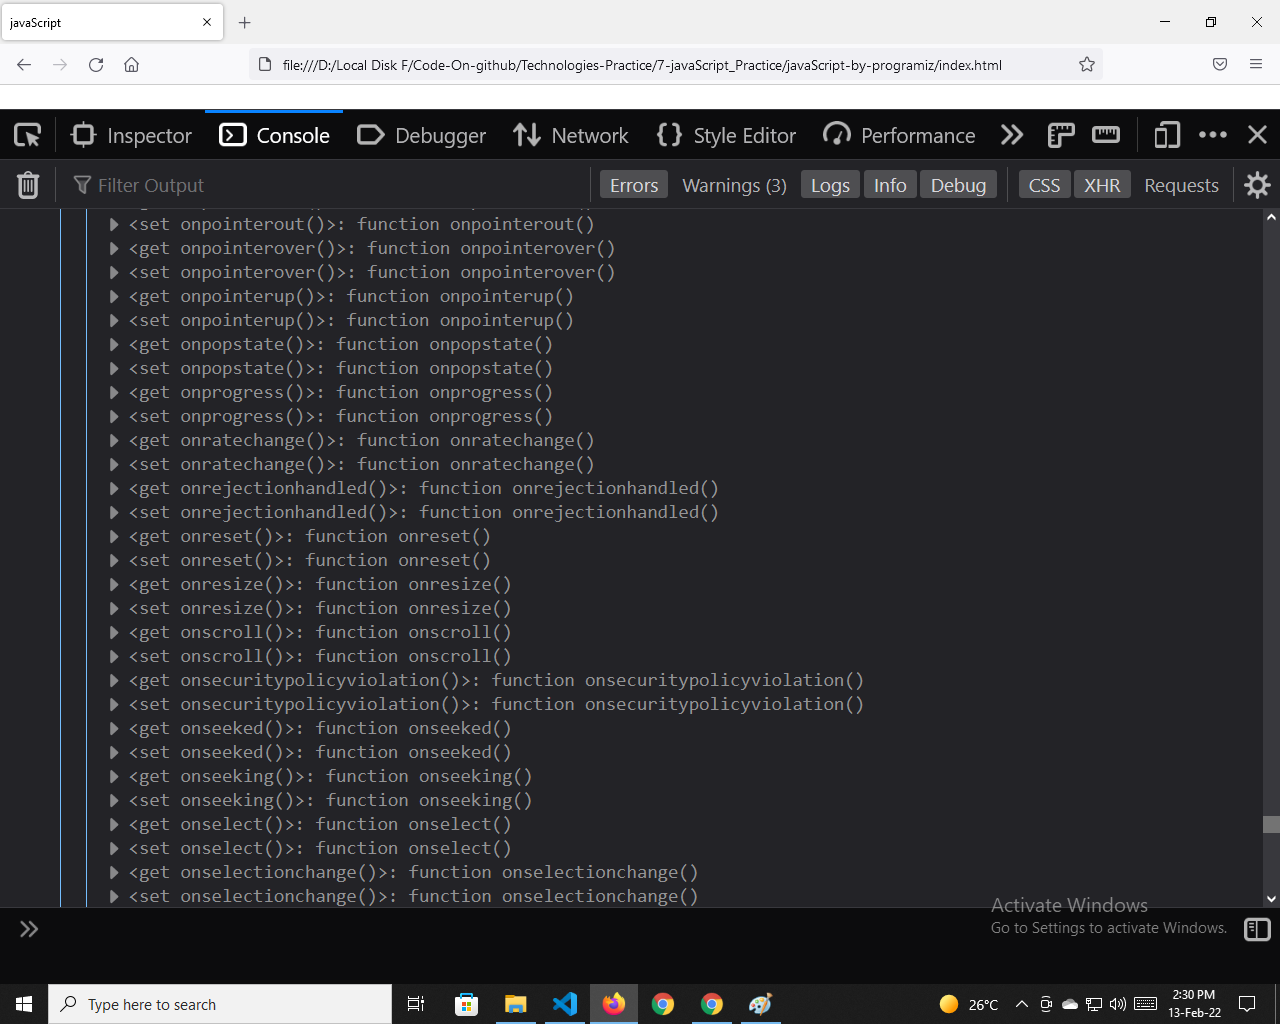 javaScript
file:///D:/Local Disk F/Code-On-github/Technologies-Practice/7-javaScript_Practice/javaScript-by-programiz/index.html
Inspector Console Debugger Network Style Editor Performance
Filter Output Errors Warnings (3) Logs Info Debug CSS XHR Requests
<set onpointerout()>: function onpointerout()
<get onpointerover()>: function onpointerover()
<set onpointerover()>: function onpointerover()
<get onpointerup()>: function onpointerup()
<set onpointerup()>: function onpointerup()
<get onpopstate()>: function onpopstate()
<set onpopstate()>: function onpopstate()
<get onprogress()>: function onprogress()
<set onprogress()>: function onprogress()
<get onratechange()>: function onratechange()
<set onratechange()>: function onratechange()
<get onrejectionhandled()>: function onrejectionhandled()
<set onrejectionhandled()>: function onrejectionhandled()
<get onreset()>: function onreset()
<set onreset()>: function onreset()
<get onresize()>: function onresize()
<set onresize()>: function onresize()
<get onscroll()>: function onscroll()
<set onscroll()>: function onscroll()
<get onsecuritypolicyviolation()>: function onsecuritypolicyviolation()
<set onsecuritypolicyviolation()>: function onsecuritypolicyviolation()
<get onseeked()>: function onseeked()
<set onseeked()>: function onseeked()
<get onseeking()>: function onseeking()
<set onseeking()>: function onseeking()
<get onselect()>: function onselect()
<set onselect()>: function onselect()
<get onselectionchange()>: function onselectionchange()
<set onselectionchange()>: function onselectionchange()
Activate Windows
Go to Settings to activate Windows.
Type here to search
26°C
2:30 PM
13-Feb-22